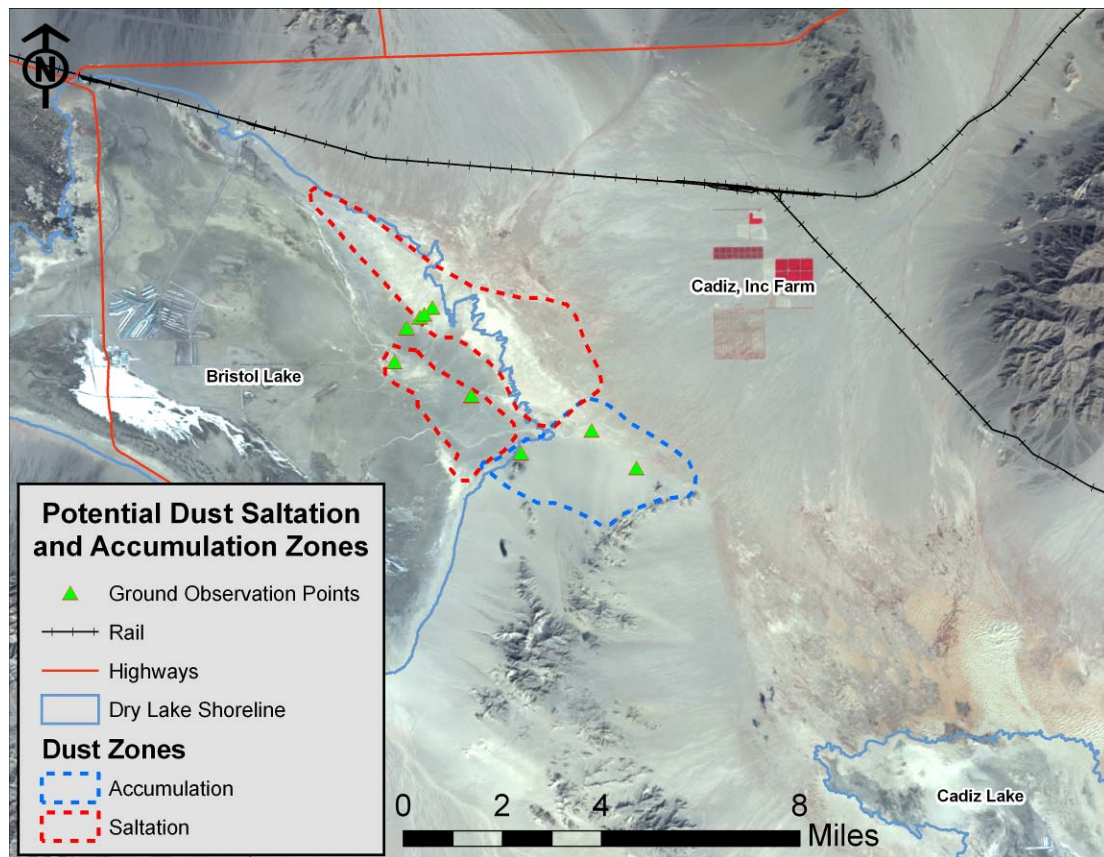 N
Cadiz, Inc Farm
Bristol Lake
Potential Dust Saltation
and Accumulation Zones
Ground Observation Points
Rail
Highways
Dry Lake Shoreline
Dust Zones
Accumulation
Saltation
0 2 4 8
Miles
Cadiz Lake